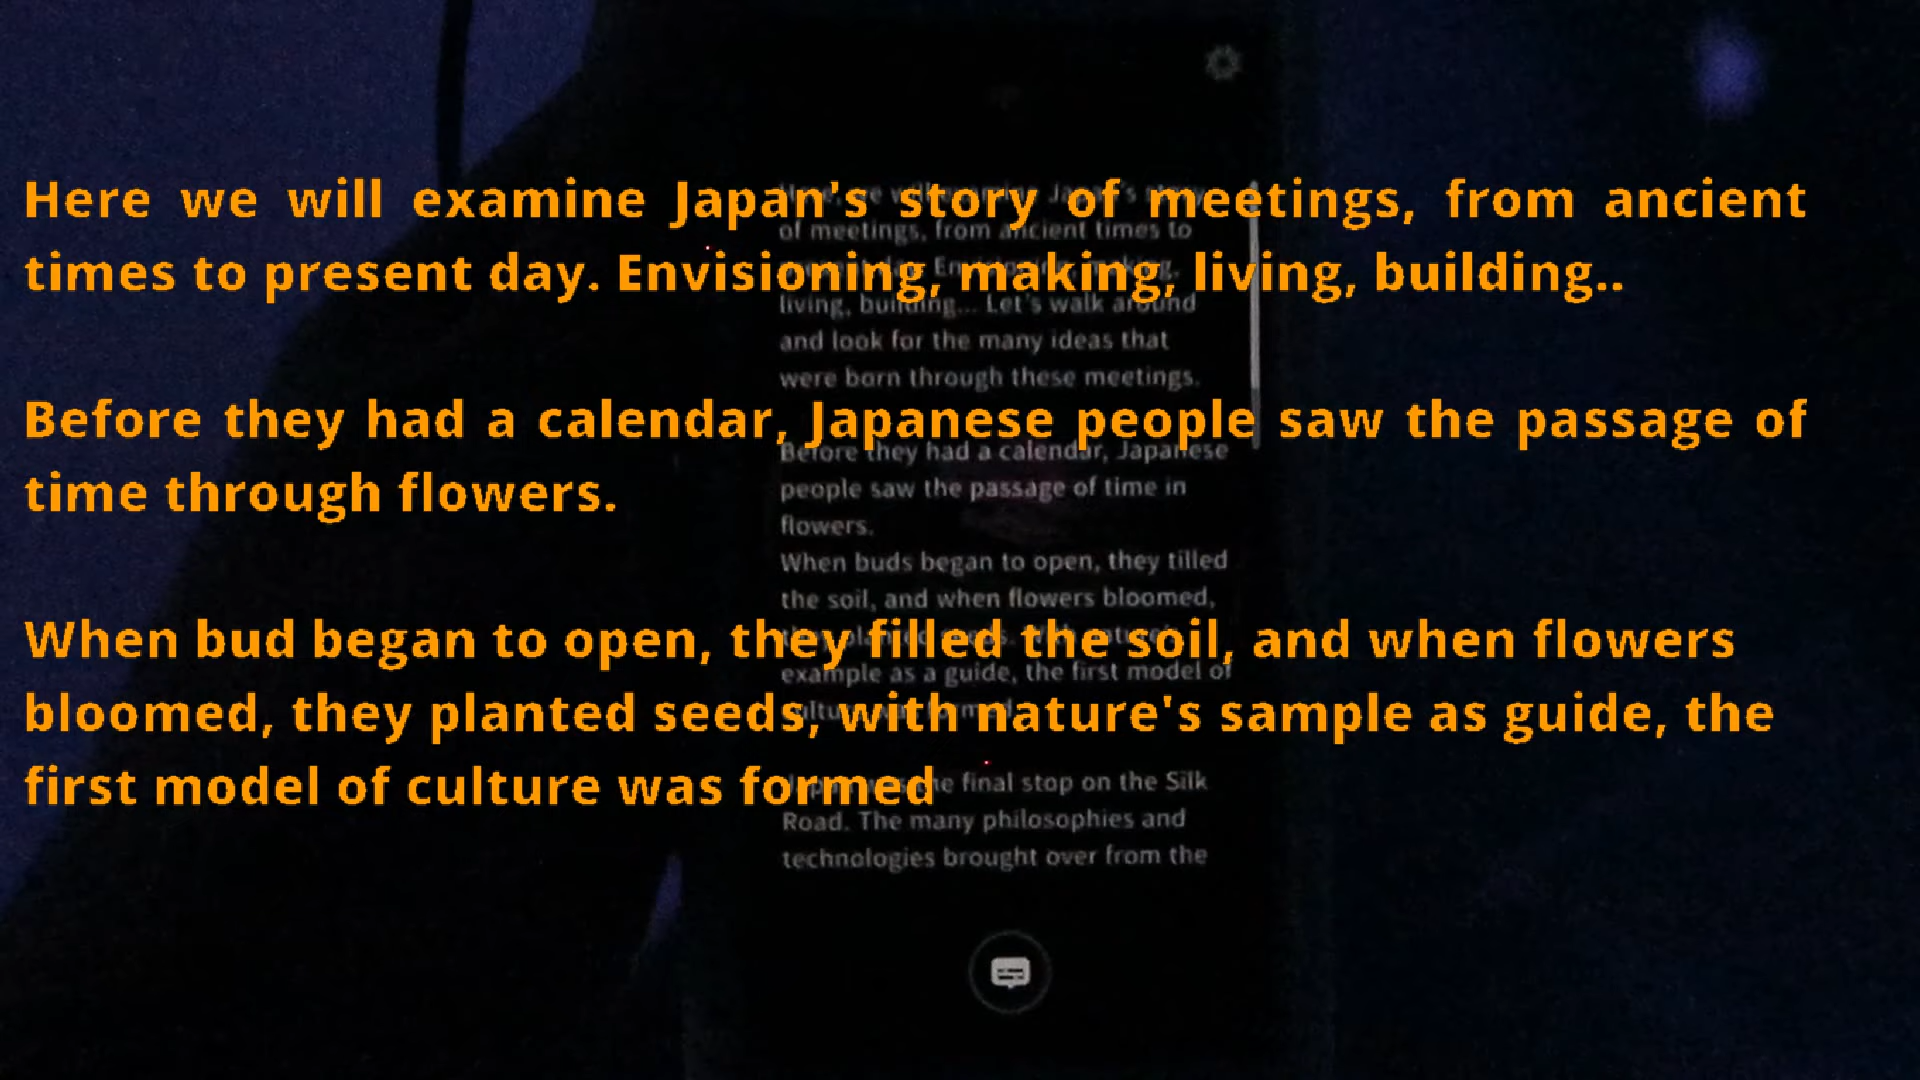 Here we will examine Japan's story of meetings, from ancient
times to present day. Envisioning, making, living, building..
Before they had a calendar, Japanese people saw the passage of
time through flowers.
When bud began to open, they filled the soil, and when flowers
bloomed, they planted seeds, with nature's sample as guide, the
first model of culture was formed
of meetings, from ancient times to
living, building... Let's walk around
and look for the many ideas that
were born through these meetings.
Before they had a calendar, Japanese
people saw the passage of time in
flowers.
When buds began to open, they tilled
the soil, and when flowers bloomed,
example as a guide, the first model of
final stop on the Silk
Road. The many philosophies and
technologies brought over from the